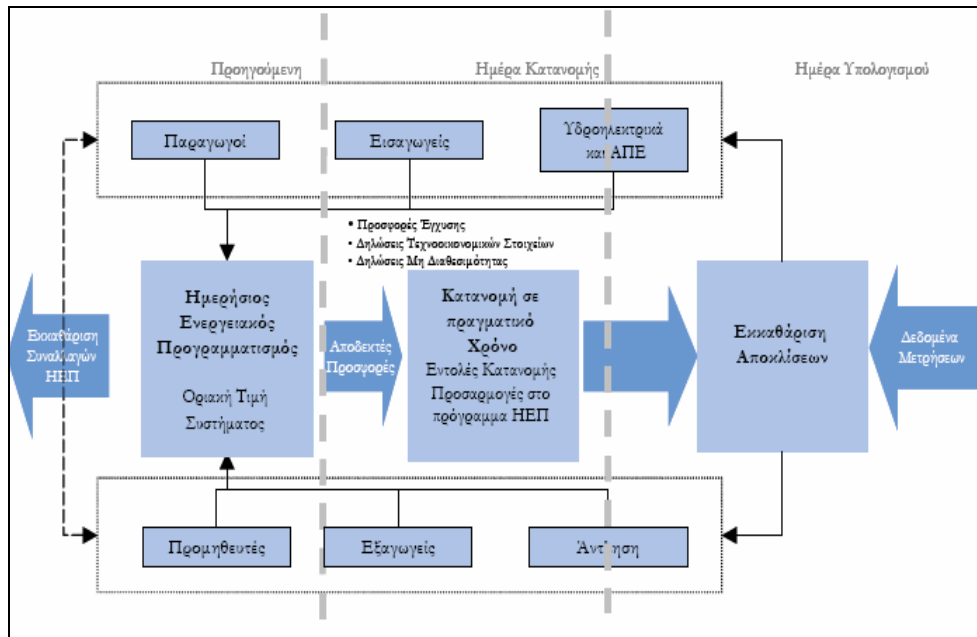 Προηγούμενη
Ημέρα Κατανομής
Ημέρα Υπολογισμού
Παραγωγοί
Εισαγωγείς
Υδροηλεκτρικά
και ΑΠΕ
• Προσφορές Έγχυσης
• Δηλώσεις Τεχνοοικονομικών Στοιχείων
• Δηλώσεις Μη Διαθεσιμότητας
Εκκαθάριση
Συναλλαγών
ΗΕΠ
Ημερήσιος
Ενεργειακός
Προγραμματισμός
Οριακή Τιμή
Συστήματος
Αποδεκτές
Προσφορές
Κατανομή σε
πραγματικό
Χρόνο
Εντολές Κατανομής
Προσαρμογές στο
πρόγραμμα ΗΕΠ
Εκκαθάριση
Αποκλίσεων
Δεδομένα
Μετρήσεων
Προμηθευτές
Εξαγωγείς
Άντληση